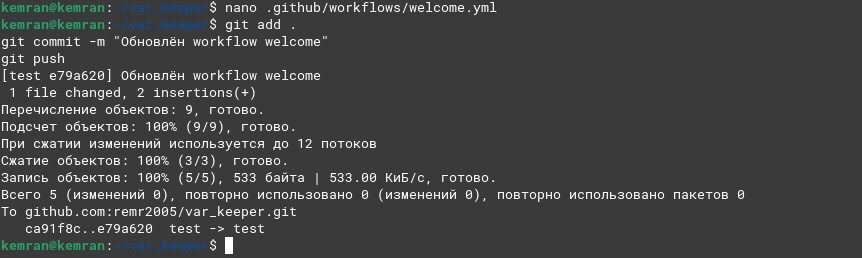 kemran@kemran:~/var_keeper$ nano .github/workflows/welcome.yml
kemran@kemran:~/var_keeper$ git add .
git commit -m "Обновлён workflow welcome"
git push
[test e79a620] Обновлён workflow welcome
 1 file changed, 2 insertions(+)
Перечисление объектов: 9, готово.
Подсчет объектов: 100% (9/9), готово.
При сжатии изменений используется до 12 потоков
Сжатие объектов: 100% (3/3), готово.
Запись объектов: 100% (5/5), 533 байта | 533.00 КиБ/с, готово.
Всего 5 (изменений 0), повторно использовано 0 (изменений 0), повторно использовано пакетов 0
To github.com:remr2005/var_keeper.git
   ca91f8c..e79a620  test -> test
kemran@kemran:~/var_keeper$